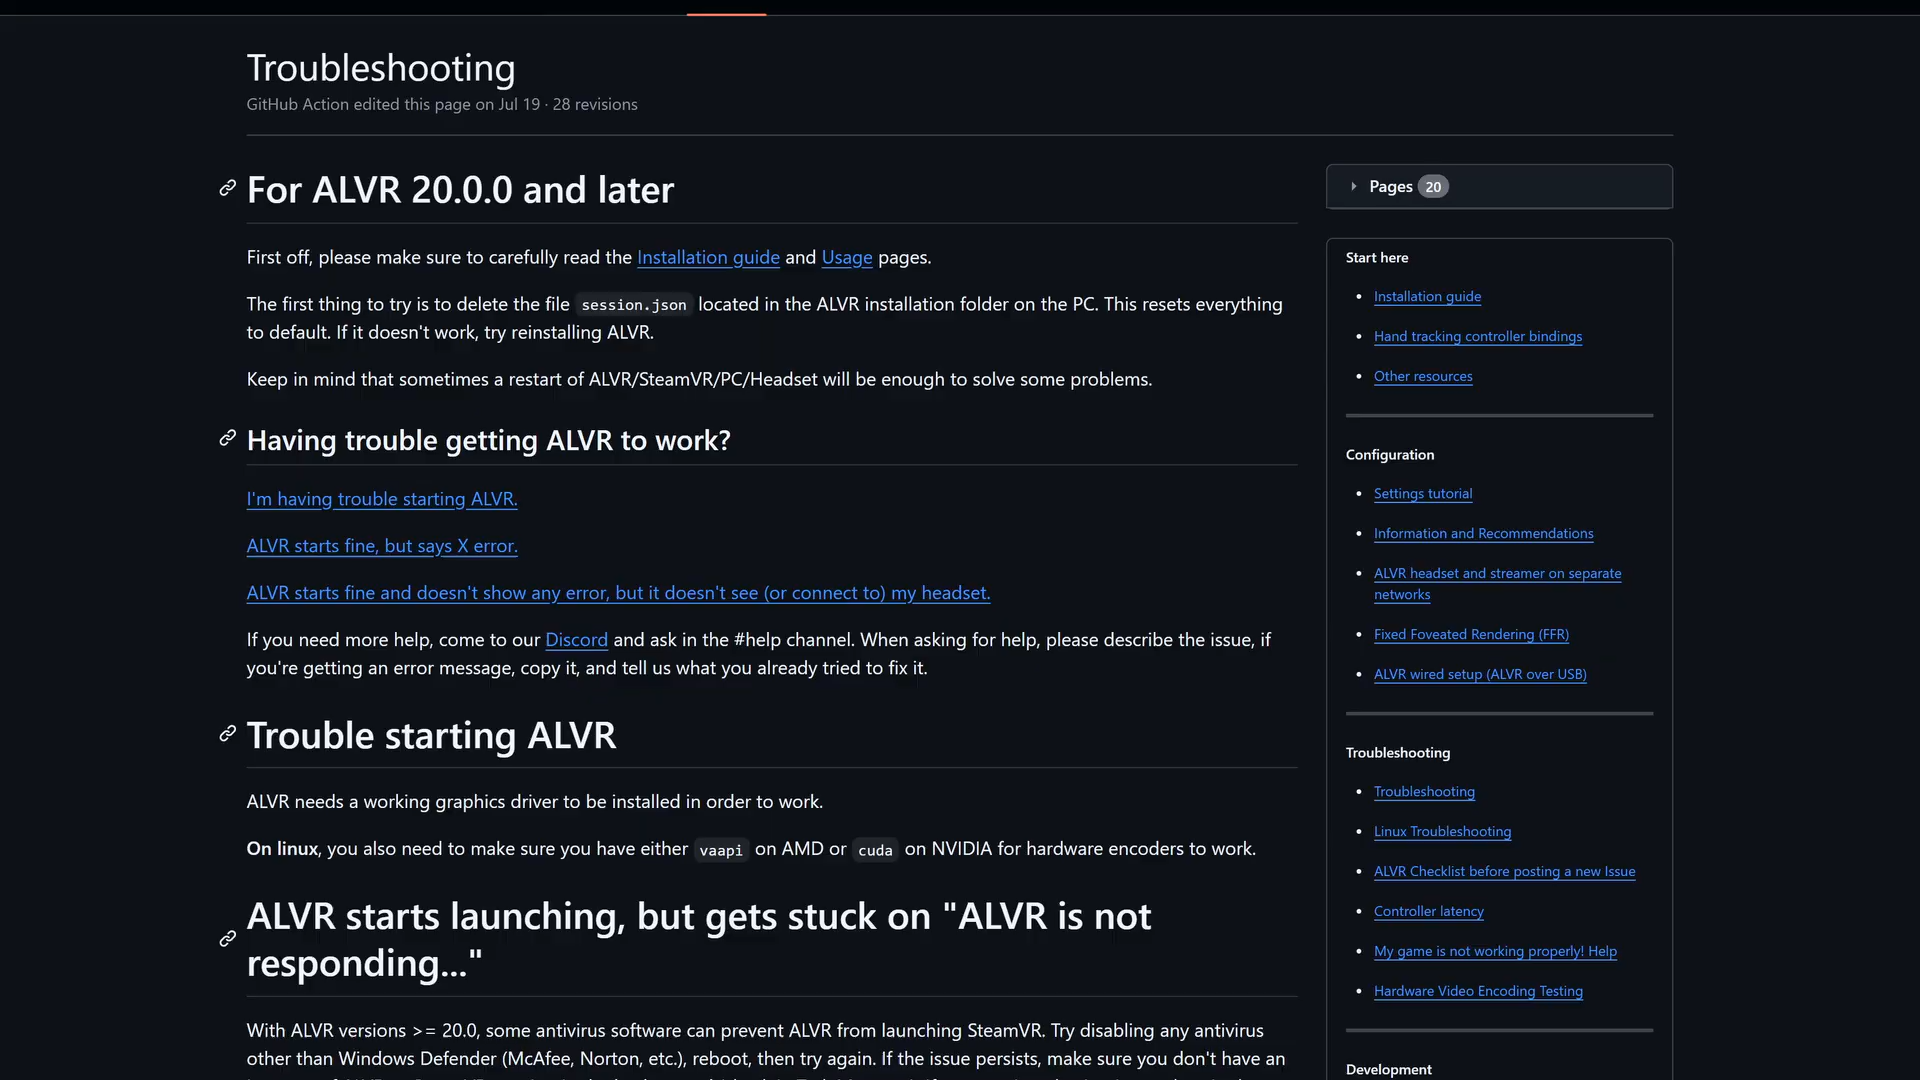 Troubleshooting
GitHub Action edited this page on Jul 19 · 28 revisions
For ALVR 20.0.0 and later
First off, please make sure to carefully read the Installation guide and Usage pages.
The first thing to try is to delete the file session.json located in the ALVR installation folder on the PC. This resets everything
to default. If it doesn't work, try reinstalling ALVR.
Keep in mind that sometimes a restart of ALVR/SteamVR/PC/Headset will be enough to solve some problems.
Having trouble getting ALVR to work?
I'm having trouble starting ALVR.
ALVR starts fine, but says X error.
ALVR starts fine and doesn't show any error, but it doesn't see (or connect to) my headset.
If you need more help, come to our Discord and ask in the #help channel. When asking for help, please describe the issue, if
you're getting an error message, copy it, and tell us what you already tried to fix it.
Trouble starting ALVR
ALVR needs a working graphics driver to be installed in order to work.
On linux, you also need to make sure you have either vaapi on AMD or cuda on NVIDIA for hardware encoders to work.
ALVR starts launching, but gets stuck on "ALVR is not
responding..."
With ALVR versions >= 20.0, some antivirus software can prevent ALVR from launching SteamVR. Try disabling any antivirus
other than Windows Defender (McAfee, Norton, etc.), reboot, then try again. If the issue persists, make sure you don't have an
Pages 20
Start here
Installation guide
Hand tracking controller bindings
Other resources
Configuration
Settings tutorial
Information and Recommendations
ALVR headset and streamer on separate
networks
Fixed Foveated Rendering (FFR)
ALVR wired setup (ALVR over USB)
Troubleshooting
Troubleshooting
Linux Troubleshooting
ALVR Checklist before posting a new Issue
Controller latency
My game is not working properly! Help
Hardware Video Encoding Testing
Development